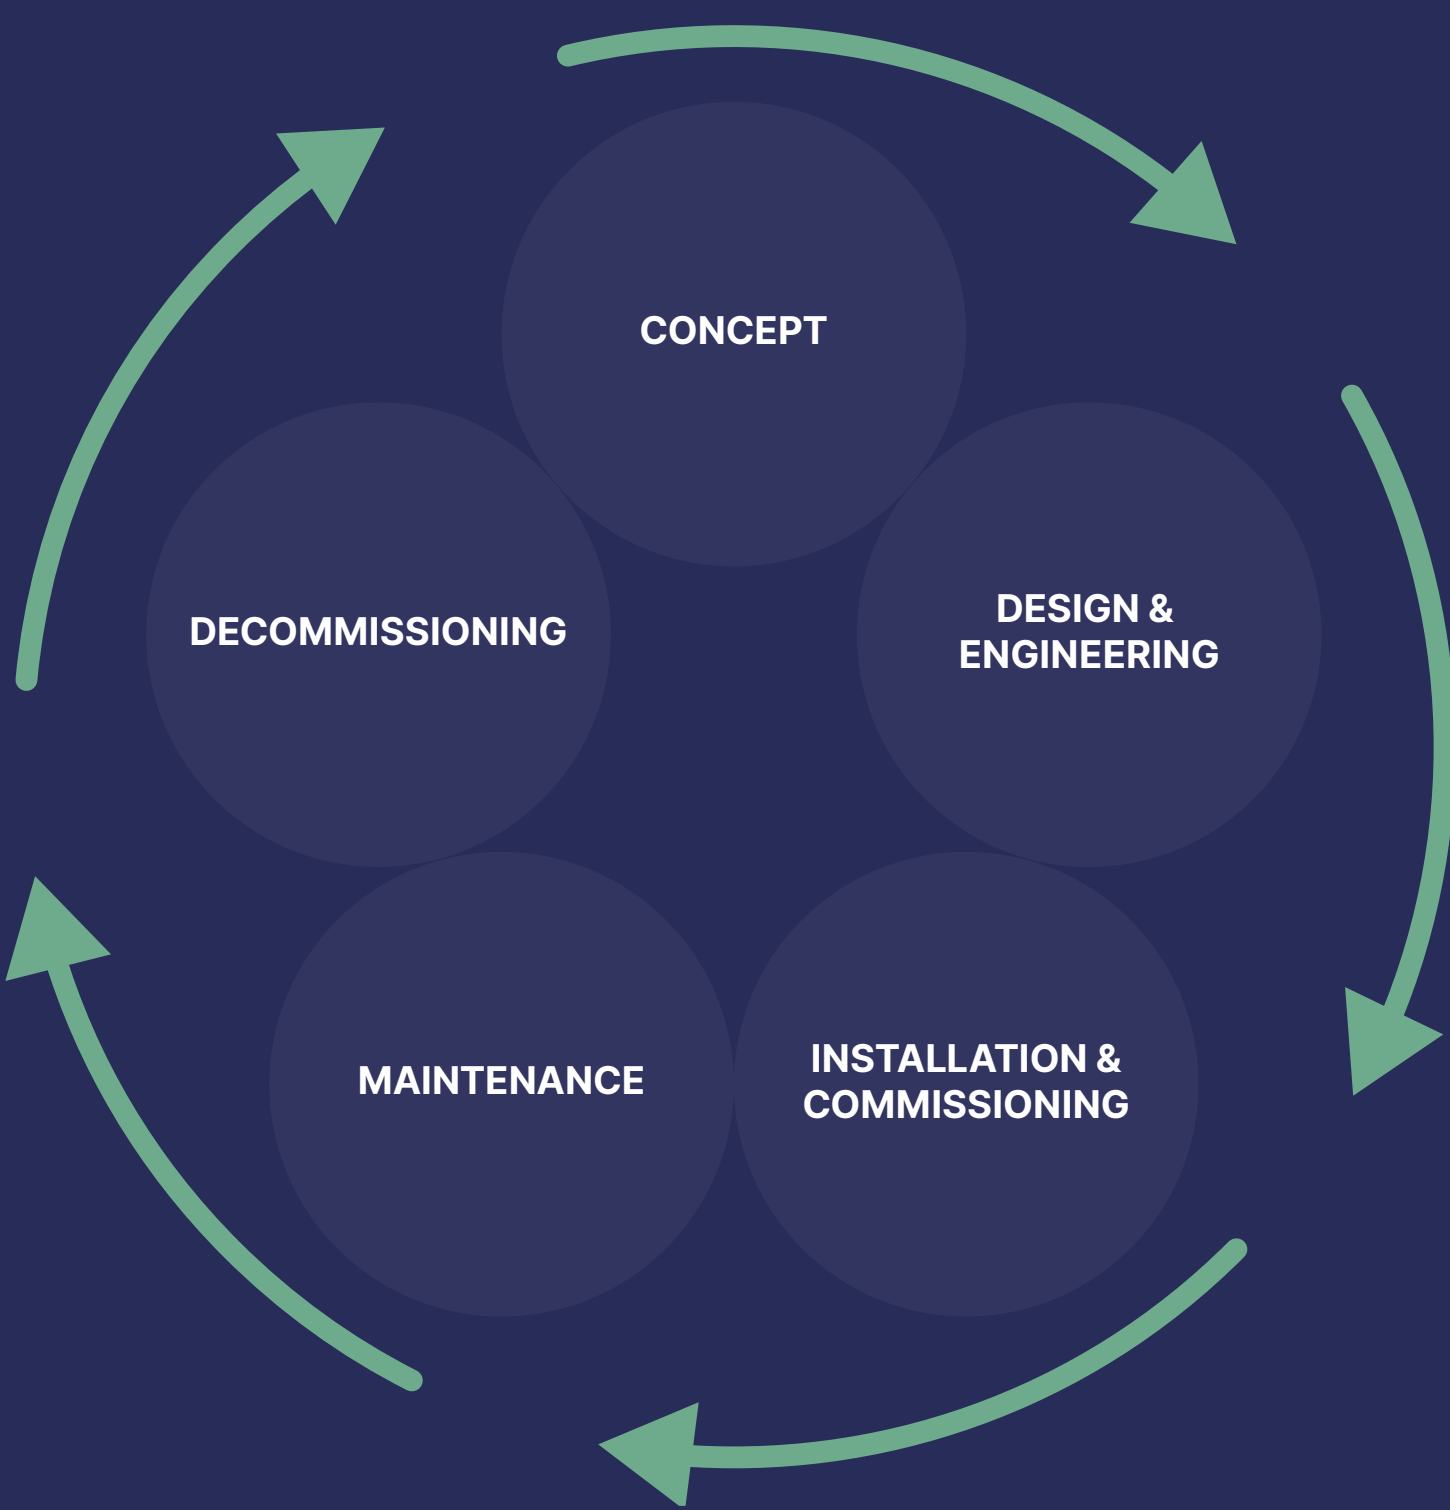 CONCEPT
DESIGN &
ENGINEERING
INSTALLATION &
COMMISSIONING
MAINTENANCE
DECOMMISSIONING